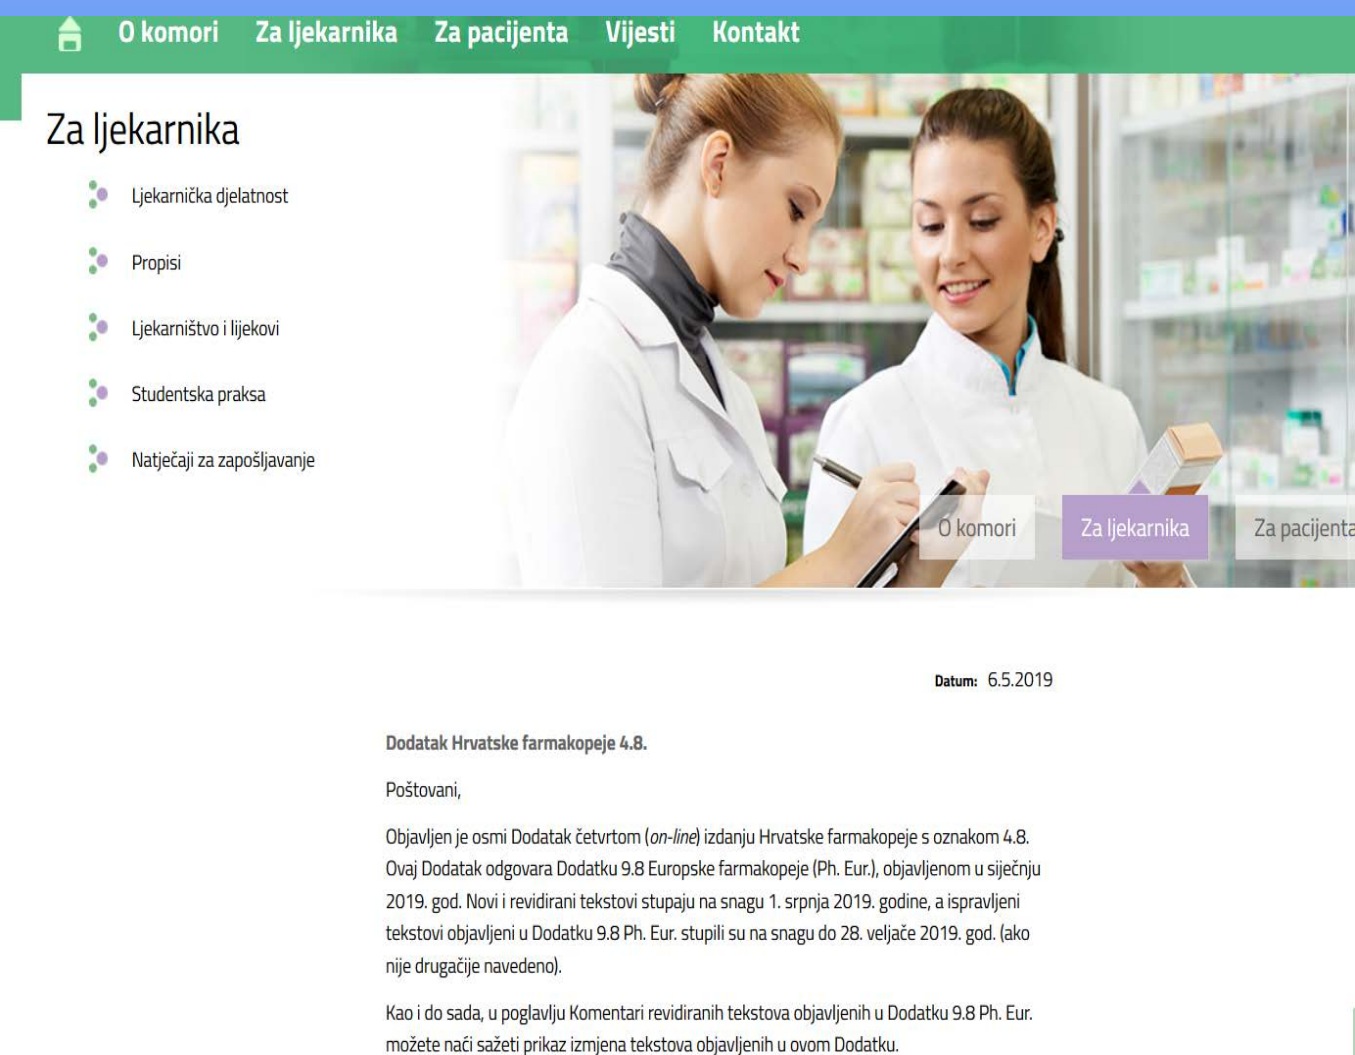 O komori Za ljekarnika Za pacijenta Vijesti Kontakt
Za ljekarnika
Ljekarnička djelatnost
Propisi
Ljekarništvo i lijekovi
Studentska praksa
Natječaji za zapošljavanje
O komori Za ljekarnika Za pacijenta
Datum: 6.5.2019
Dodatak Hrvatske farmakopeje 4.8.
Poštovani,
Objavljen je osmi Dodatak četvrtom (on-line) izdanju Hrvatske farmakopeje s oznakom 4.8.
Ovaj Dodatak odgovara Dodatku 9.8 Europske farmakopeje (Ph. Eur.), objavljenom u siječnju
2019. god. Novi i revidirani tekstovi stupaju na snagu 1. srpnja 2019. godine, a ispravljeni
tekstovi objavljeni u Dodatku 9.8 Ph. Eur. stupili su na snagu do 28. veljače 2019. god. (ako
nije drugačije navedeno).
Kao i do sada, u poglavlju Komentari revidiranih tekstova objavljenih u Dodatku 9.8 Ph. Eur.
možete naći sažeti prikaz izmjena tekstova objavljenih u ovom Dodatku.